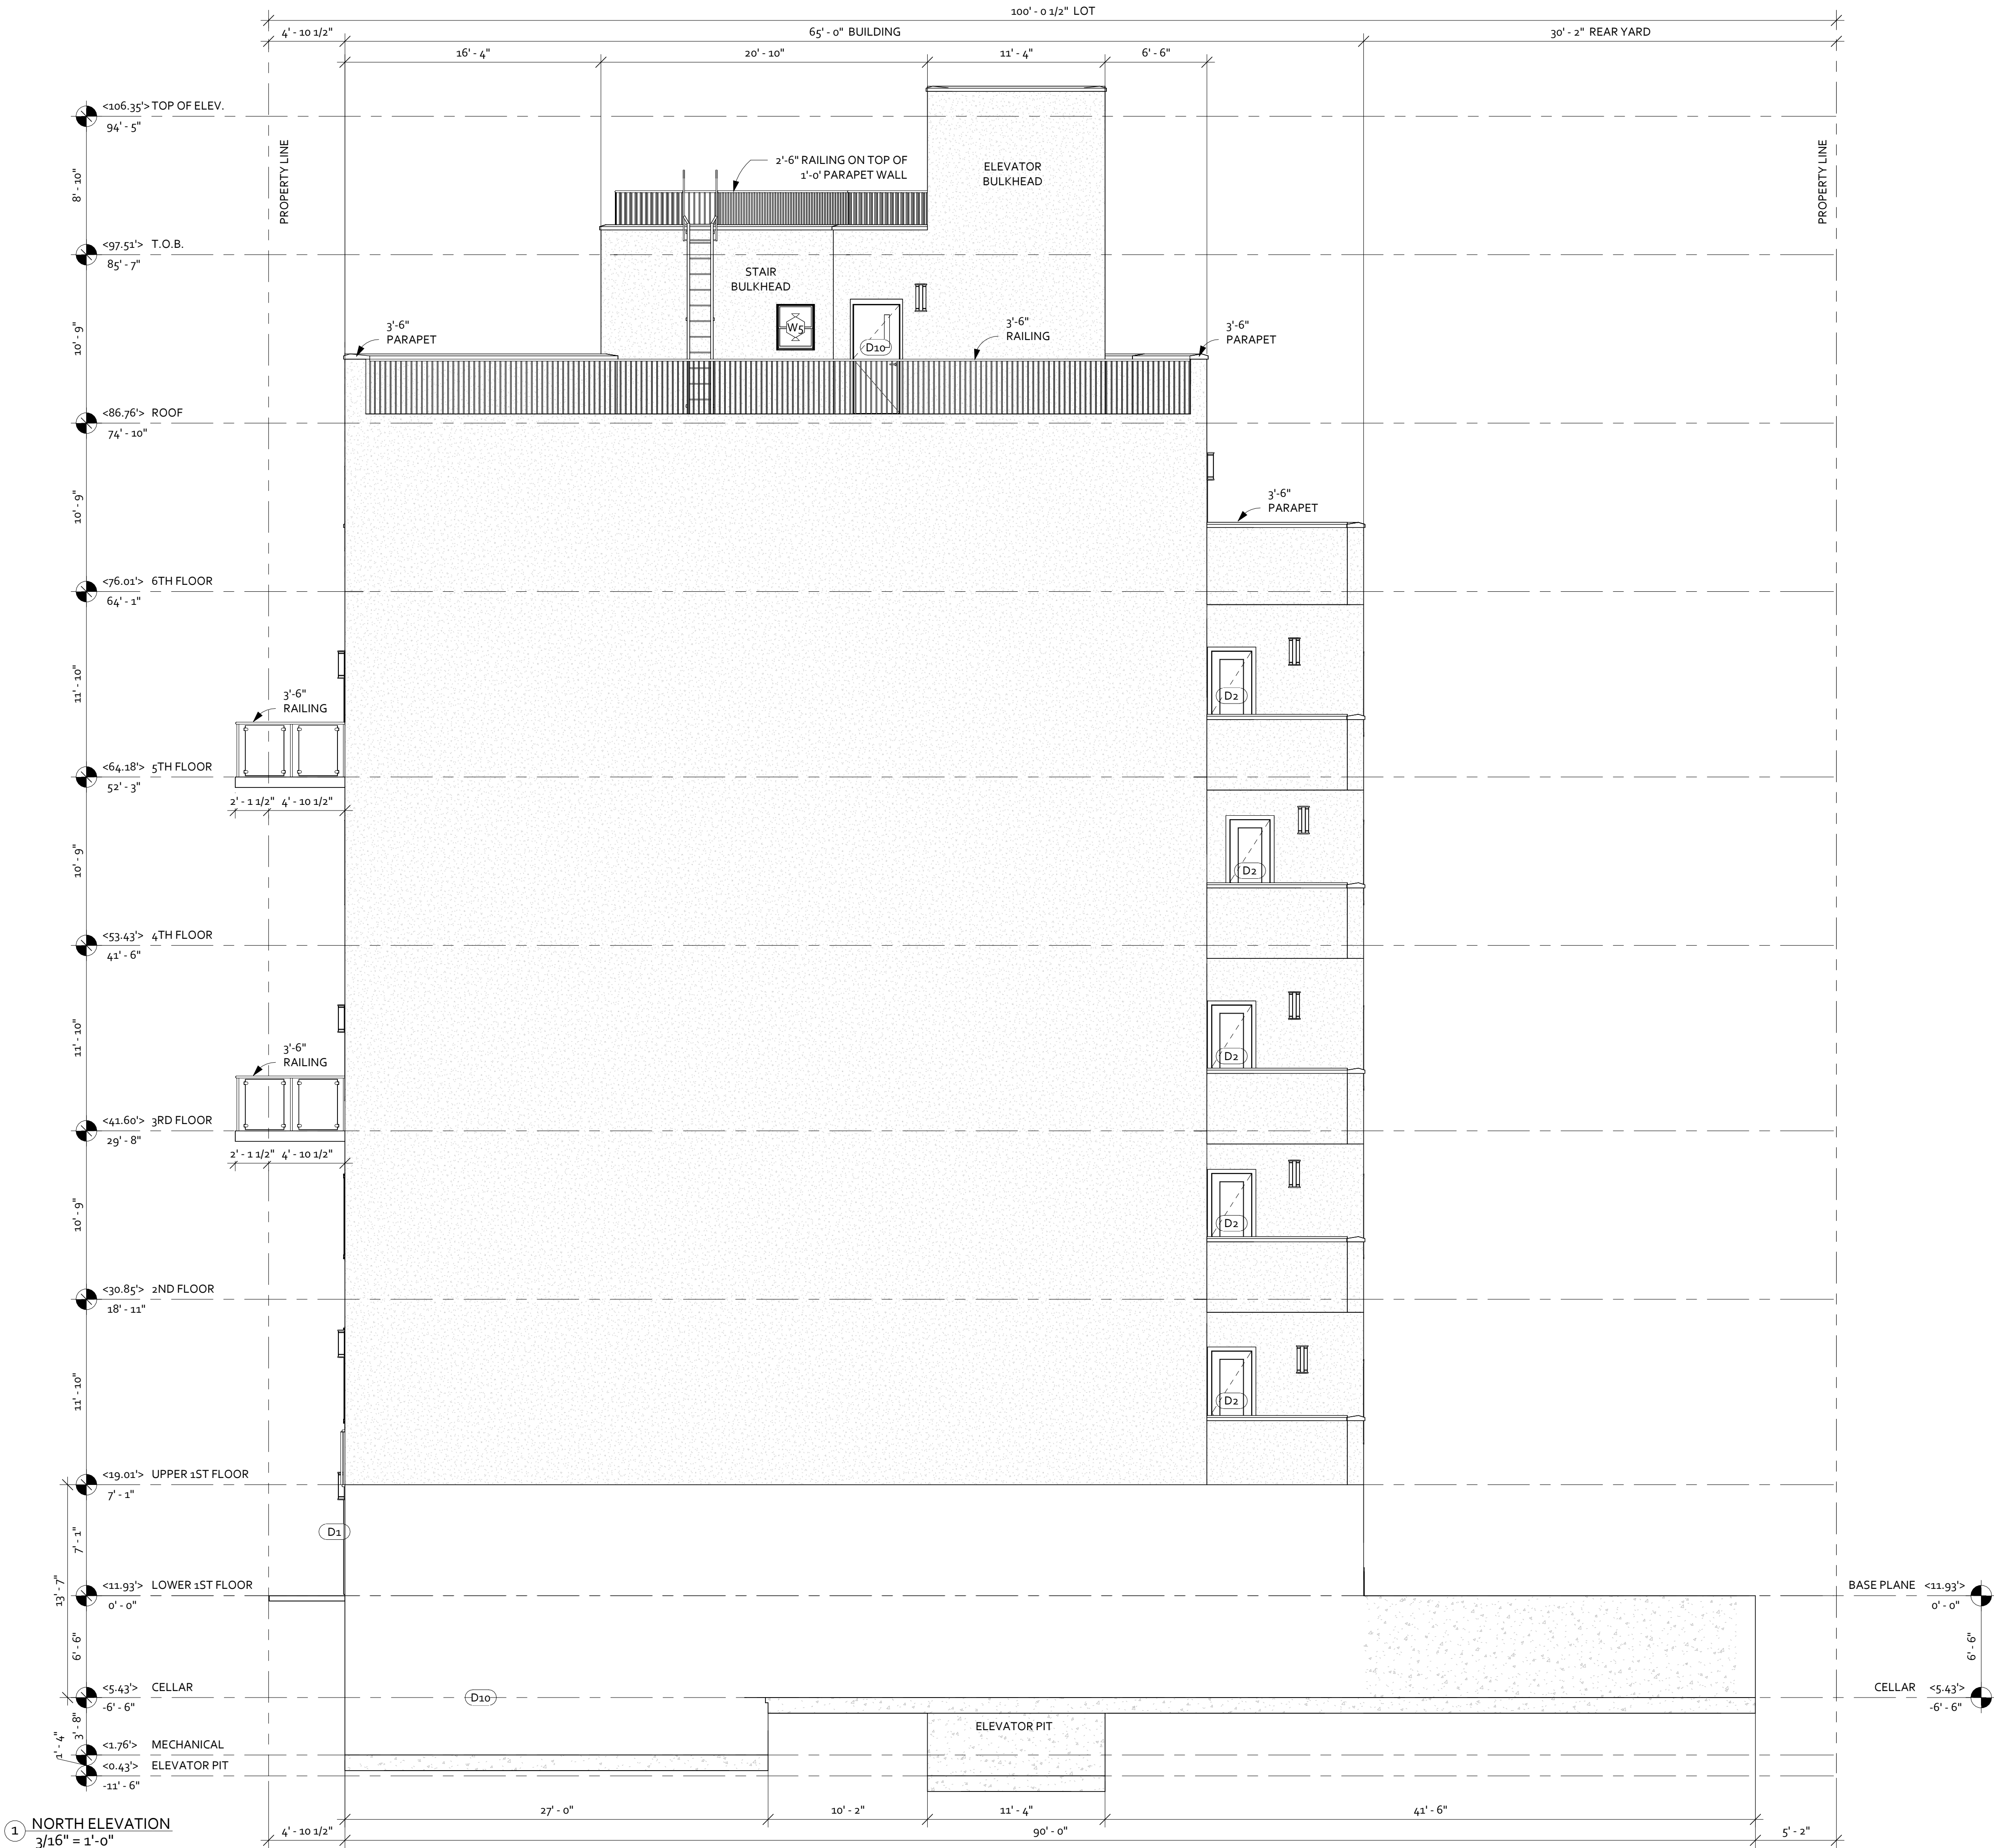 100' - 0 1/2" LOT
4' - 10 1/2"
65' - 0" BUILDING
30' - 2" REAR YARD
16' - 4"
20' - 10"
11' - 4"
6' - 6"
<106.35'> TOP OF ELEV.
94' - 5"
PROPERTY LINE
PROPERTY LINE
2'-6" RAILING ON TOP OF
1'-0' PARAPET WALL
ELEVATOR
BULKHEAD
8' - 10"
<97.51'> T.O.B.
85' - 7"
STAIR
BULKHEAD
W5
D10
10' - 9"
3'-6"
PARAPET
3'-6"
RAILING
3'-6"
PARAPET
<86.76'> ROOF
74' - 10"
10' - 9"
3'-6"
PARAPET
<76.01'> 6TH FLOOR
64' - 1"
11' - 10"
3'-6"
RAILING
D2
<64.18'> 5TH FLOOR
52' - 3"
2' - 1 1/2" 4' - 10 1/2"
10' - 9"
D2
<53.43'> 4TH FLOOR
41' - 6"
11' - 10"
3'-6"
RAILING
D2
<41.60'> 3RD FLOOR
29' - 8"
2' - 1 1/2" 4' - 10 1/2"
10' - 9"
D2
<30.85'> 2ND FLOOR
18' - 11"
11' - 10"
D2
<19.01'> UPPER 1ST FLOOR
7' - 1"
7' - 1"
D1
13' - 7"
<11.93'> LOWER 1ST FLOOR
0' - 0"
BASE PLANE <11.93'>
0' - 0"
6' - 6"
6' - 6"
<5.43'> CELLAR
-6' - 6"
D10
CELLAR <5.43'>
-6' - 6"
3' - 8"
1' - 4"
ELEVATOR PIT
<1.76'> MECHANICAL
<0.43'> ELEVATOR PIT
-11' - 6"
27' - 0"
10' - 2"
11' - 4"
41' - 6"
1 NORTH ELEVATION
3/16" = 1'-0"
4' - 10 1/2"
90' - 0"
5' - 2"